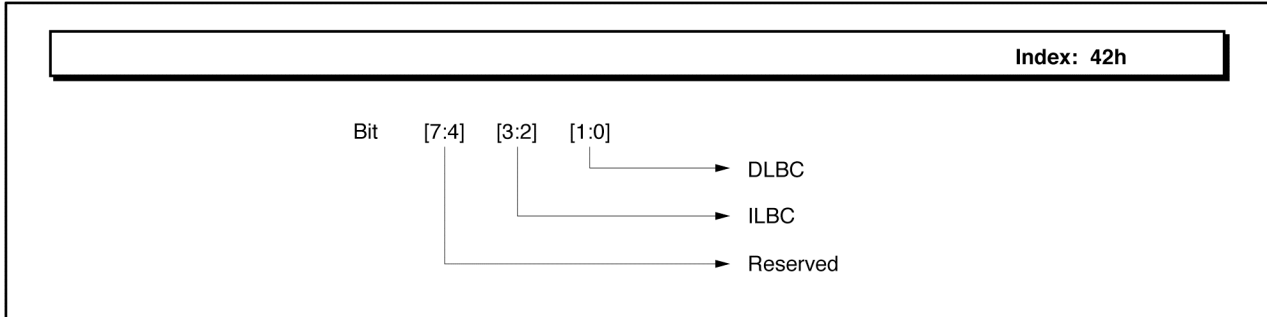 Index: 42h
Bit [7:4] [3:2] [1:0]
DLBC
ILBC
Reserved